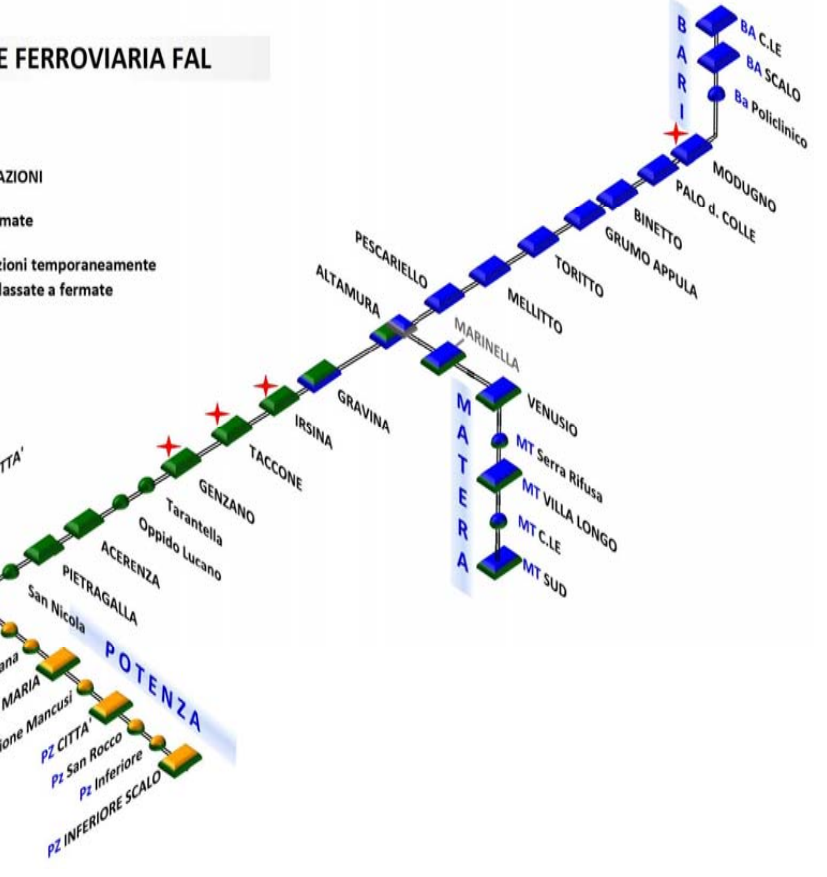 E FERROVIARIA FAL
AZIONI
mate
zioni temporaneamente
lassate a fermate
BARI
BA C.LE
BA SCALO
Ba Policlinico
MODUGNO
PALO d. COLLE
BINETTO
GRUMO APPULA
TORITTO
MELLITTO
PESCARIELLO
ALTAMURA
MARINELLA
GRAVINA
IRSINA
TACCONE
GENZANO
Tarantella
Oppido Lucano
ACERENZA
PIETRAGALLA
San Nicola
TTA'
MATERA
VENUSIO
MT Serra Rifusa
MT VILLA LONGO
MT C.LE
MT SUD
POTENZA
ana
MARIA
ione Mancusi
PZ CITTA'
Pz San Rocco
Pz Inferiore
PZ INFERIORE SCALO